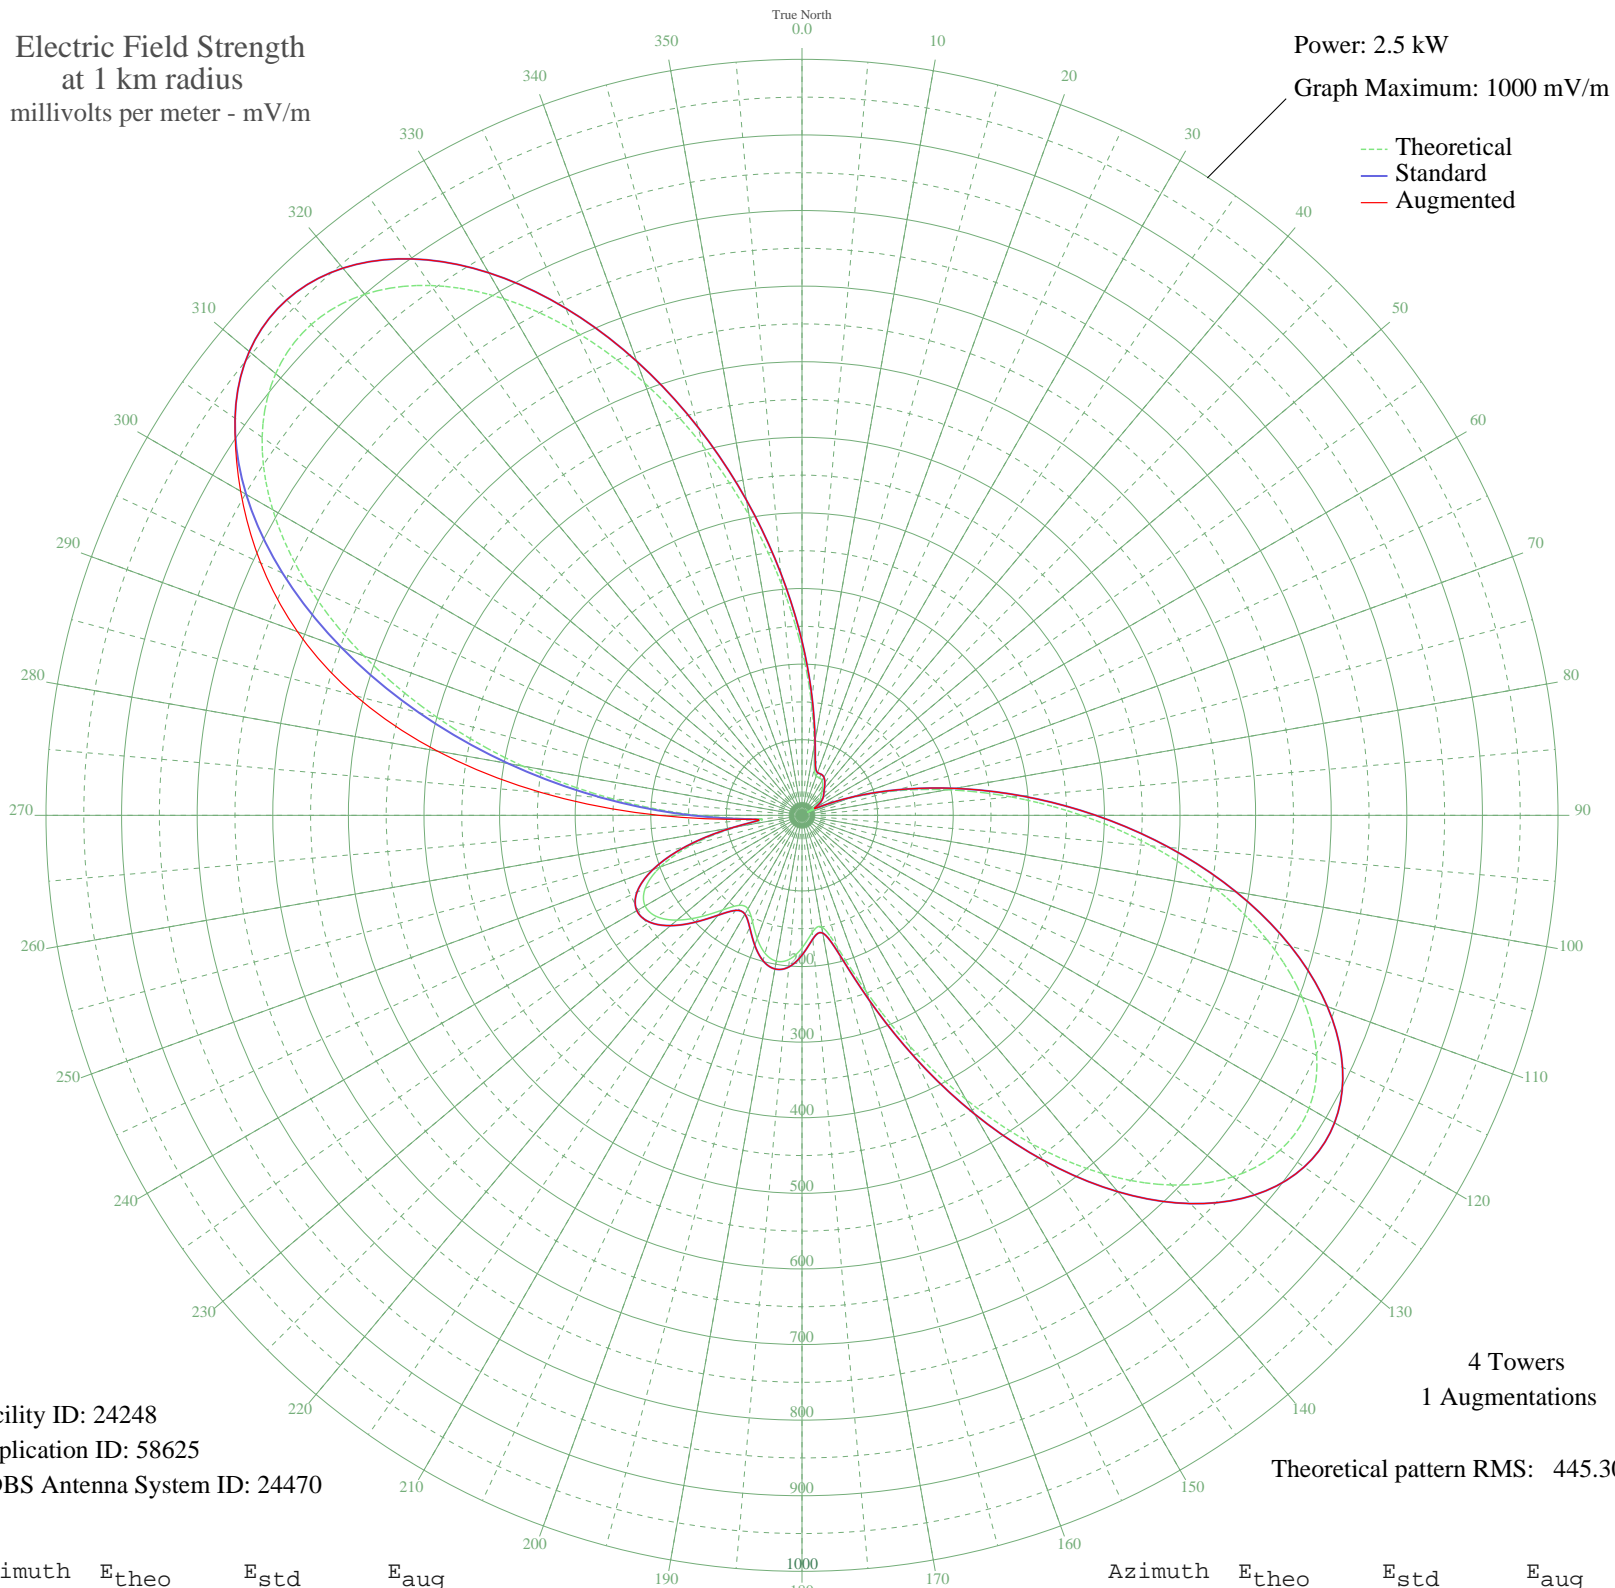 True North
0.0
Electric Field Strength
at 1 km radius
millivolts per meter - mV/m
Power: 2.5 kW
Graph Maximum: 1000 mV/m
Theoretical
Standard
Augmented
10
20
30
40
50
60
70
80
90
100
110
120
130
140
150
160
170
190
200
210
220
230
240
250
260
270
280
290
300
310
320
330
340
350
300
400
500
600
700
800
900
1000
4 Towers
1 Augmentations
cility ID: 24248
plication ID: 58625
DBS Antenna System ID: 24470
Theoretical pattern RMS: 445.30
imuth Etheo Estd Eaug
Azimuth Etheo Estd Eaug